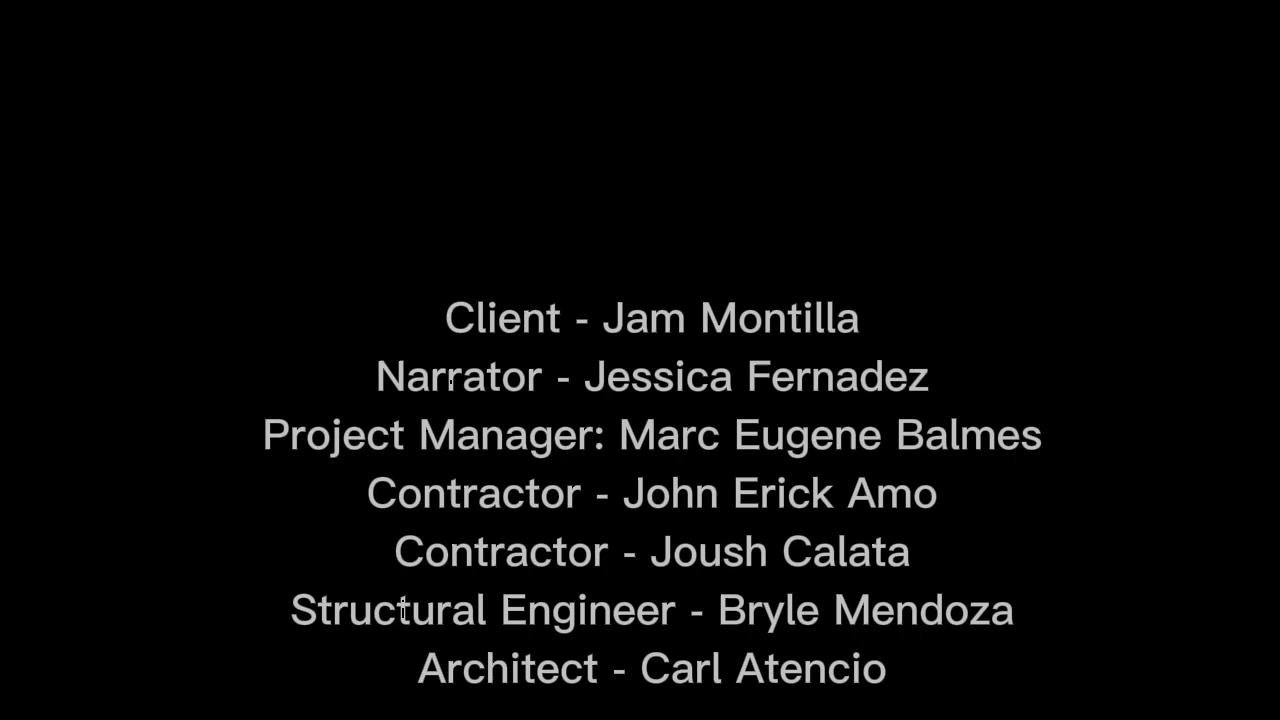 Client - Jam Montilla
Narrator - Jessica Fernadez
Project Manager: Marc Eugene Balmes
Contractor - John Erick Amo
Contractor - Joush Calata
Structural Engineer - Bryle Mendoza
Architect - Carl Atencio